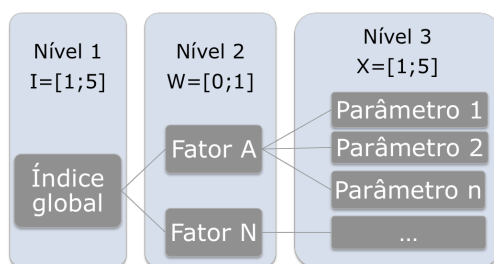 Nível 1
I=[1;5]
Índice
global
Nível 2
W=[0;1]
Fator A
Fator N
Nível 3
X=[1;5]
Parâmetro 1
Parâmetro 2
Parâmetro n
...